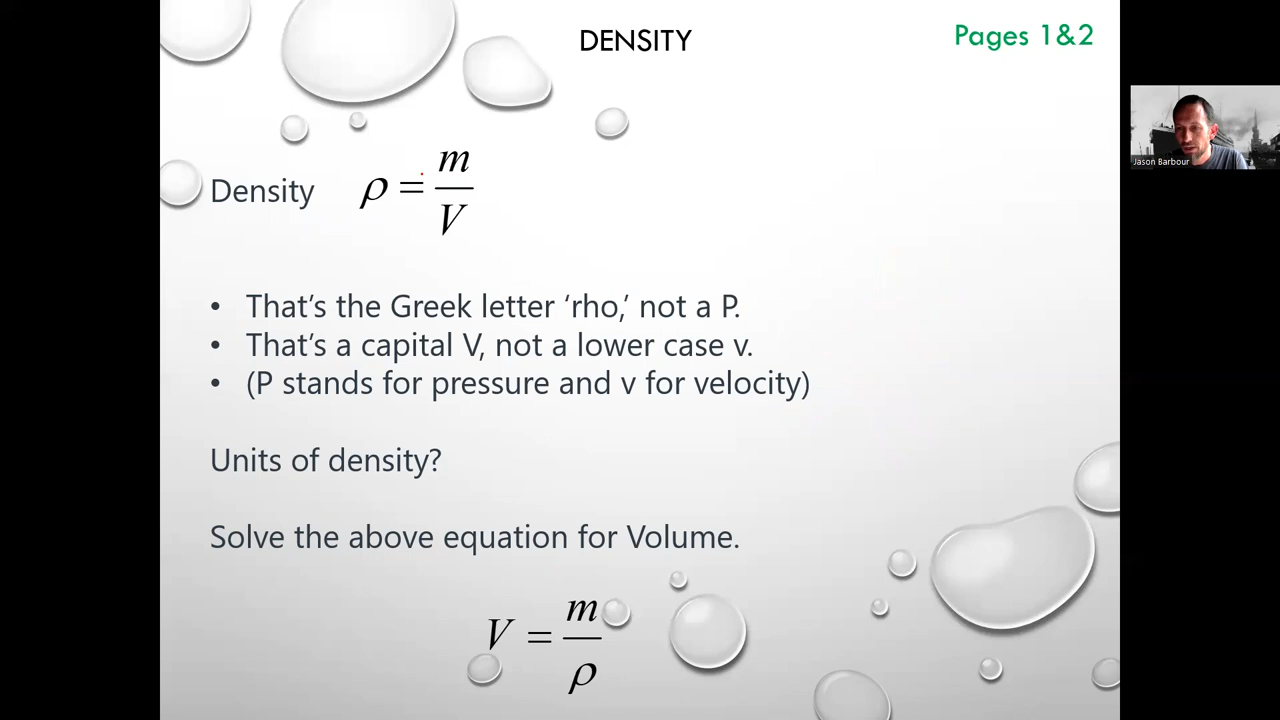 DENSITY
Pages 1&2
Density ρ = m/V
• That's the Greek letter ‘rho,’ not a P.
• That's a capital V, not a lower case v.
• (P stands for pressure and v for velocity)
Units of density?
Solve the above equation for Volume.
V = m/ρ
Jason Barbour